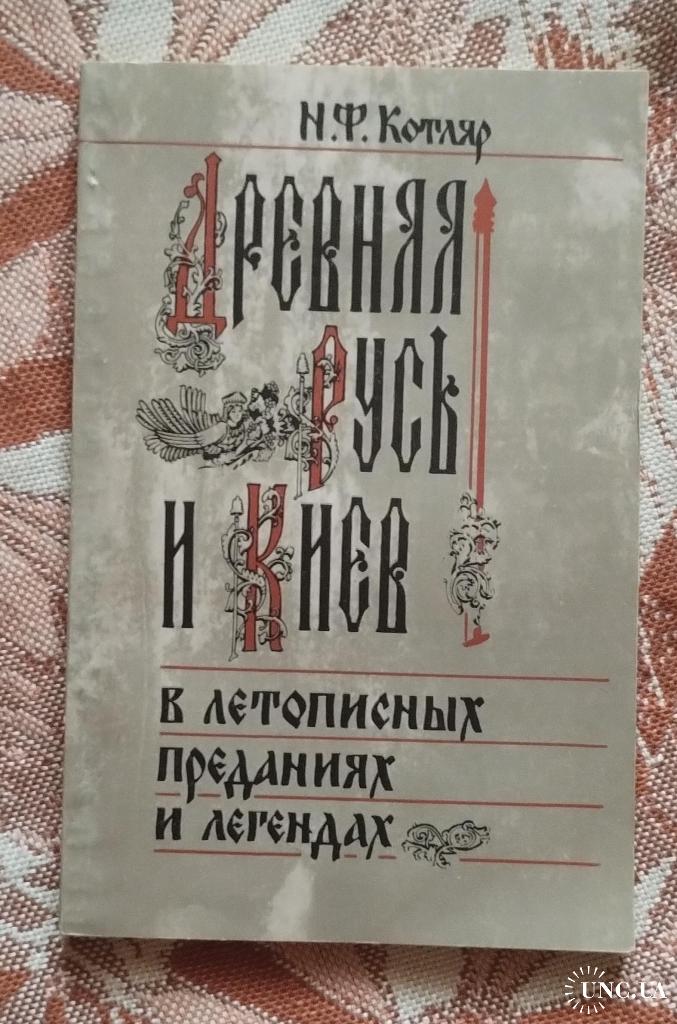 Н.Ф. Котляр
Древняя
Русь
и Киев
в летописных
преданиях
и легендах
UNC.UA